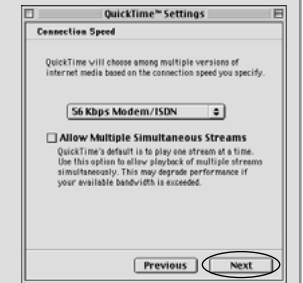 QuickTime™ Settings
Connection Speed
QuickTime will choose among multiple versions of
internet media based on the connection speed you specify.
56 Kbps Modem/ISDN
Allow Multiple Simultaneous Streams
QuickTime's default is to play one stream at a time.
Use this option to allow playback of multiple streams
simultaneously. This may degrade performance if
your available bandwidth is exceeded.
Previous
Next